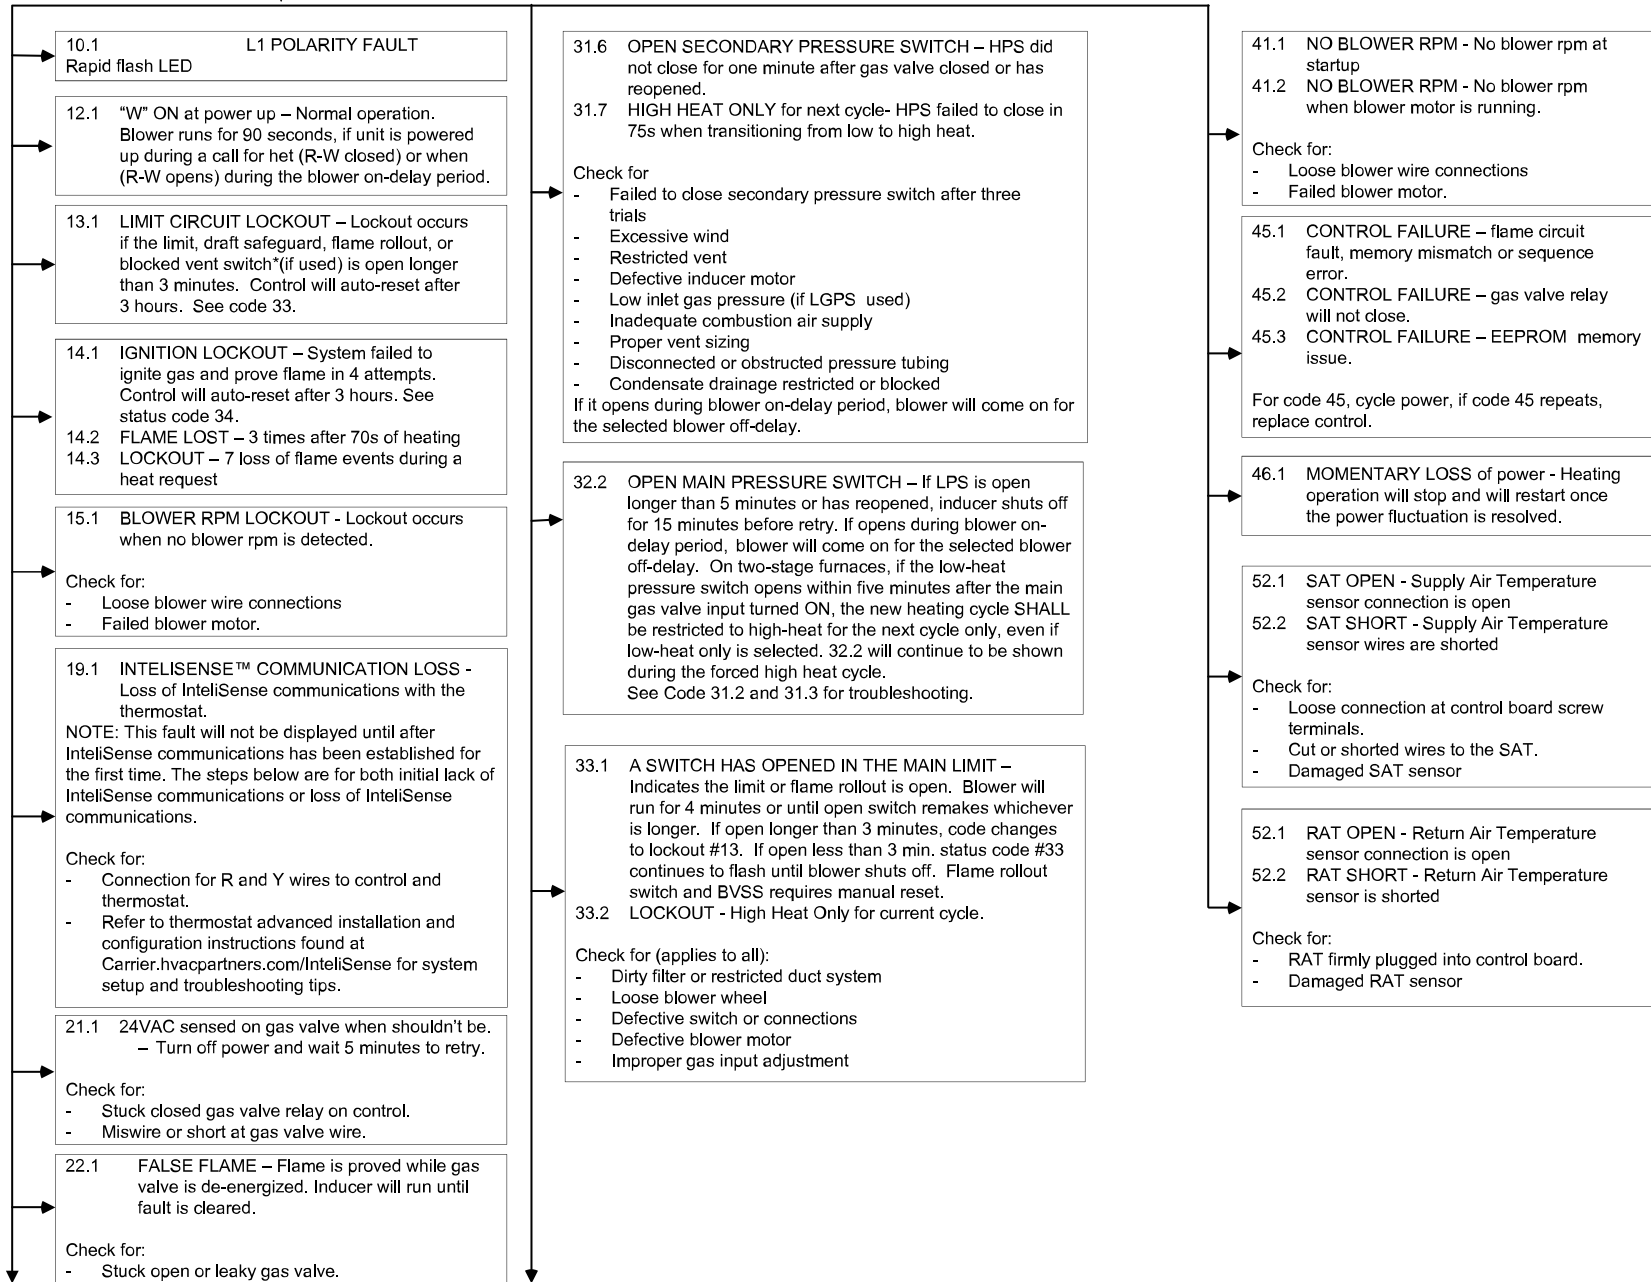 10.1 L1 POLARITY FAULT
Rapid flash LED
12.1 “W” ON at power up – Normal operation.
Blower runs for 90 seconds, if unit is powered
up during a call for het (R-W closed) or when
(R-W opens) during the blower on-delay period.
13.1 LIMIT CIRCUIT LOCKOUT – Lockout occurs
if the limit, draft safeguard, flame rollout, or
blocked vent switch*(if used) is open longer
than 3 minutes. Control will auto-reset after
3 hours. See code 33.
14.1 IGNITION LOCKOUT – System failed to
ignite gas and prove flame in 4 attempts.
Control will auto-reset after 3 hours. See
status code 34.
14.2 FLAME LOST – 3 times after 70s of heating
14.3 LOCKOUT – 7 loss of flame events during a
heat request
15.1 BLOWER RPM LOCKOUT - Lockout occurs
when no blower rpm is detected.
Check for:
- Loose blower wire connections
- Failed blower motor.
19.1 INTELISENSE™ COMMUNICATION LOSS -
Loss of InteliSense communications with the
thermostat.
NOTE: This fault will not be displayed until after
InteliSense communications has been established for
the first time. The steps below are for both initial lack of
InteliSense communications or loss of InteliSense
communications.
Check for:
- Connection for R and Y wires to control and
thermostat.
- Refer to thermostat advanced installation and
configuration instructions found at
Carrier.hvacpartners.com/InteliSense for system
setup and troubleshooting tips.
21.1 24VAC sensed on gas valve when shouldn’t be.
– Turn off power and wait 5 minutes to retry.
Check for:
- Stuck closed gas valve relay on control.
- Miswire or short at gas valve wire.
22.1 FALSE FLAME – Flame is proved while gas
valve is de-energized. Inducer will run until
fault is cleared.
Check for:
- Stuck open or leaky gas valve.
31.6 OPEN SECONDARY PRESSURE SWITCH – HPS did
not close for one minute after gas valve closed or has
reopened.
31.7 HIGH HEAT ONLY for next cycle- HPS failed to close in
75s when transitioning from low to high heat.
Check for
- Failed to close secondary pressure switch after three
trials
- Excessive wind
- Restricted vent
- Defective inducer motor
- Low inlet gas pressure (if LGPS used)
- Inadequate combustion air supply
- Proper vent sizing
- Disconnected or obstructed pressure tubing
- Condensate drainage restricted or blocked
If it opens during blower on-delay period, blower will come on for
the selected blower off-delay.
32.2 OPEN MAIN PRESSURE SWITCH – If LPS is open
longer than 5 minutes or has reopened, inducer shuts off
for 15 minutes before retry. If opens during blower on-
delay period, blower will come on for the selected blower
off-delay. On two-stage furnaces, if the low-heat
pressure switch opens within five minutes after the main
gas valve input turned ON, the new heating cycle SHALL
be restricted to high-heat for the next cycle only, even if
low-heat only is selected. 32.2 will continue to be shown
during the forced high heat cycle.
See Code 31.2 and 31.3 for troubleshooting.
33.1 A SWITCH HAS OPENED IN THE MAIN LIMIT –
Indicates the limit or flame rollout is open. Blower will
run for 4 minutes or until open switch remakes whichever
is longer. If open longer than 3 minutes, code changes
to lockout #13. If open less than 3 min. status code #33
continues to flash until blower shuts off. Flame rollout
switch and BVSS requires manual reset.
33.2 LOCKOUT - High Heat Only for current cycle.
Check for (applies to all):
- Dirty filter or restricted duct system
- Loose blower wheel
- Defective switch or connections
- Defective blower motor
- Improper gas input adjustment
41.1 NO BLOWER RPM - No blower rpm at
startup
41.2 NO BLOWER RPM - No blower rpm
when blower motor is running.
Check for:
- Loose blower wire connections
- Failed blower motor.
45.1 CONTROL FAILURE – flame circuit
fault, memory mismatch or sequence
error.
45.2 CONTROL FAILURE – gas valve relay
will not close.
45.3 CONTROL FAILURE – EEPROM memory
issue.
For code 45, cycle power, if code 45 repeats,
replace control.
46.1 MOMENTARY LOSS of power - Heating
operation will stop and will restart once
the power fluctuation is resolved.
52.1 SAT OPEN - Supply Air Temperature
sensor connection is open
52.2 SAT SHORT - Supply Air Temperature
sensor wires are shorted
Check for:
- Loose connection at control board screw
terminals.
- Cut or shorted wires to the SAT.
- Damaged SAT sensor
52.1 RAT OPEN - Return Air Temperature
sensor connection is open
52.2 RAT SHORT - Return Air Temperature
sensor is shorted
Check for:
- RAT firmly plugged into control board.
- Damaged RAT sensor